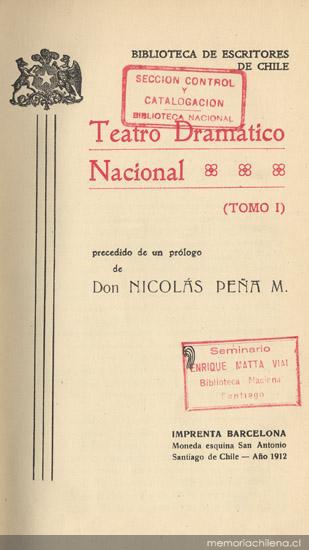 BIBLIOTECA DE ESCRITORES
DE CHILE
SECCION CONTROL
Y
CATALOGACION
BIBLIOTECA NACIONAL
Teatro Dramático
Nacional
(TOMO I)
precedido de un prólogo
de
Don NICOLÁS PEÑA M.
Seminario
ENRIQUE MATTA VIAL
Biblioteca Nacional
Santiago
IMPRENTA BARCELONA
Moneda esquina San Antonio
Santiago de Chile — Año 1912
memoriachilena.cl